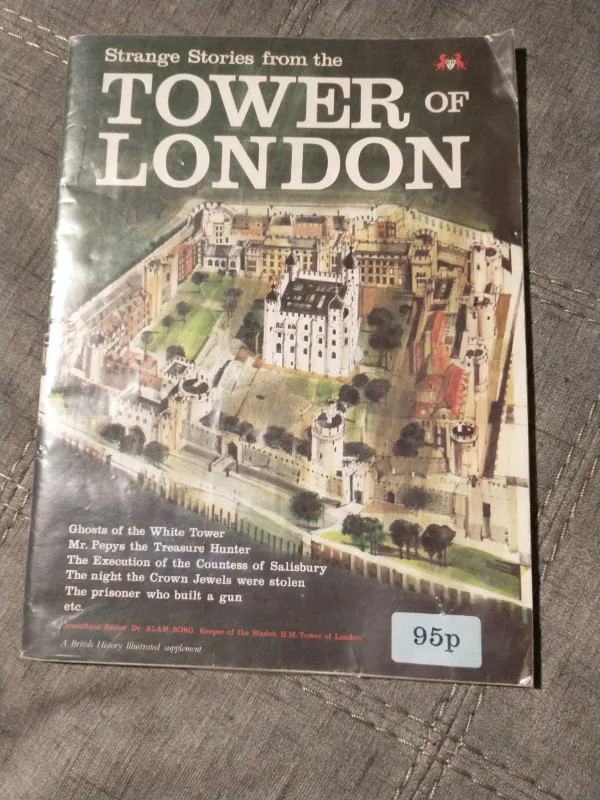 Strange Stories from the
TOWER OF
LONDON
Ghosts of the White Tower
Mr. Pepys the Treasure Hunter
The Execution of the Countess of Salisbury
The night the Crown Jewels were stolen
The prisoner who built a gun
etc.
Consultant Editor Dr. ALAN BORG, Keeper of the Blades, H.M. Tower of London
A British History Illustrated supplement
95p